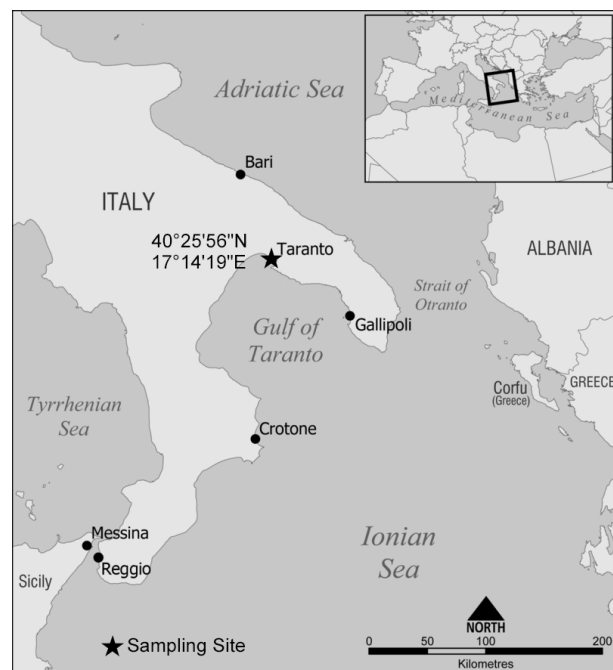 Adriatic Sea
Mediterranean Sea
Bari
ITALY
40°25'56"N
17°14'19"E
Taranto
ALBANIA
Strait of
Otranto
Gallipoli
Gulf of
Taranto
Corfu
(Greece)
GREECE
Tyrrhenian
Sea
Crotone
Messina
Reggio
Sicily
Ionian
Sea
NORTH
Sampling Site
0 50 100 200
Kilometres